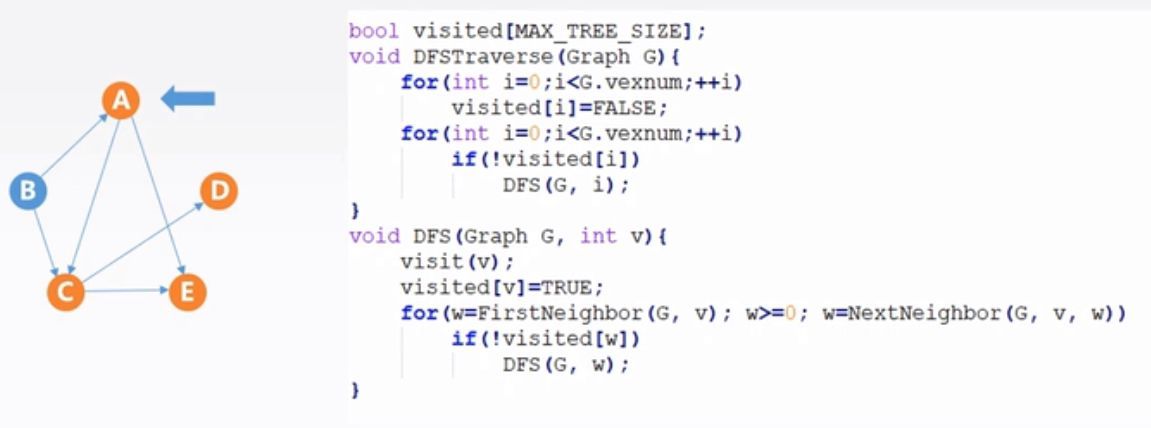 A
B
D
C
E
bool visited[MAX_TREE_SIZE];
void DFSTraverse(Graph G){
    for(int i=0;i<G.vexnum;++i)
        visited[i]=FALSE;
    for(int i=0;i<G.vexnum;++i)
        if(!visited[i])
            DFS(G, i);
}
void DFS(Graph G, int v){
    visit(v);
    visited[v]=TRUE;
    for(w=FirstNeighbor(G, v); w>=0; w=NextNeighbor(G, v, w))
        if(!visited[w])
            DFS(G, w);
}